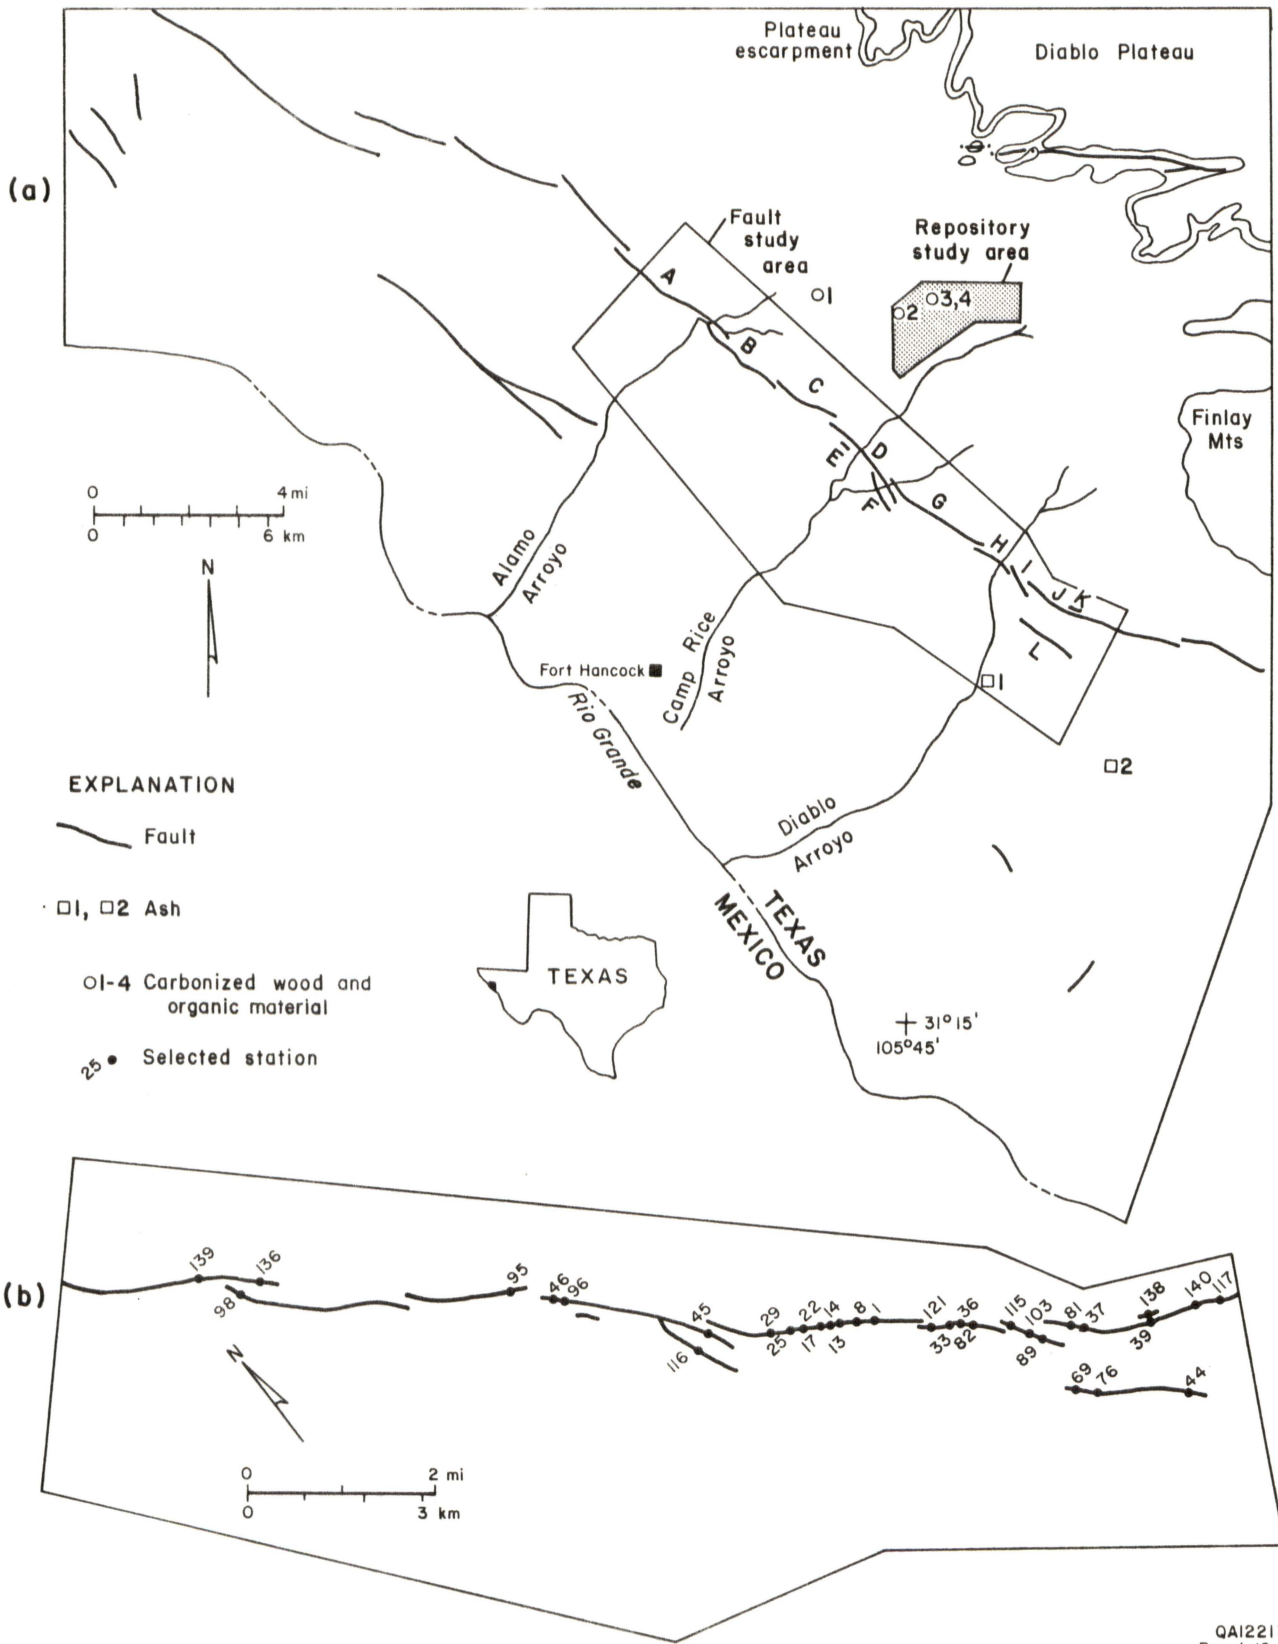 (a)
Plateau
escarpment
Diablo Plateau
Fault
study
area
Repository
study area
A
B
C
D
E
F
G
H
I
J
K
L
1
2
3,4
Finlay
Mts
0 4 mi
0 6 km
N
Alamo
Arroyo
Camp Rice
Arroyo
Fort Hancock
Rio Grande
1
2
Diablo
Arroyo
TEXAS
MEXICO
31° 15'
105°45'
EXPLANATION
Fault
1, 2 Ash
1-4 Carbonized wood and
organic material
25 Selected station
TEXAS
(b)
139
136
98
95
46
96
45
116
29
25
22
17
14
13
8
1
121
33
36
82
115
103
89
81
37
138
39
140
117
69
76
44
N
0 2 mi
0 3 km
QA1221